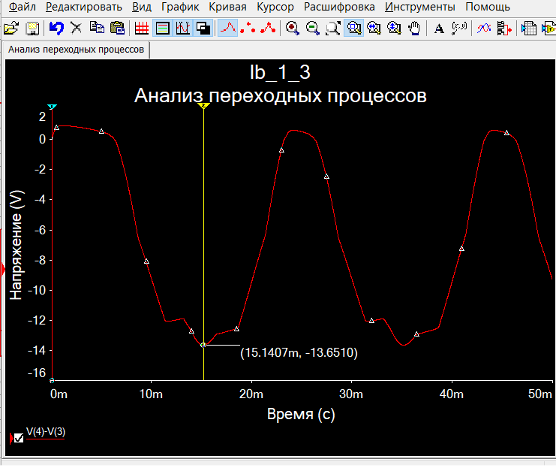 Файл Редактировать Вид График Кривая Курсор Расшифровка Инструменты Помощь
A
Анализ переходных процессов
lb_1_3
Анализ переходных процессов
Напряжение (V)
2
0
-2
-4
-6
-8
-10
-12
-14
-16
(15.1407m, -13.6510)
0m 10m 20m 30m 40m 50m
Время (с)
V(4)-V(3)